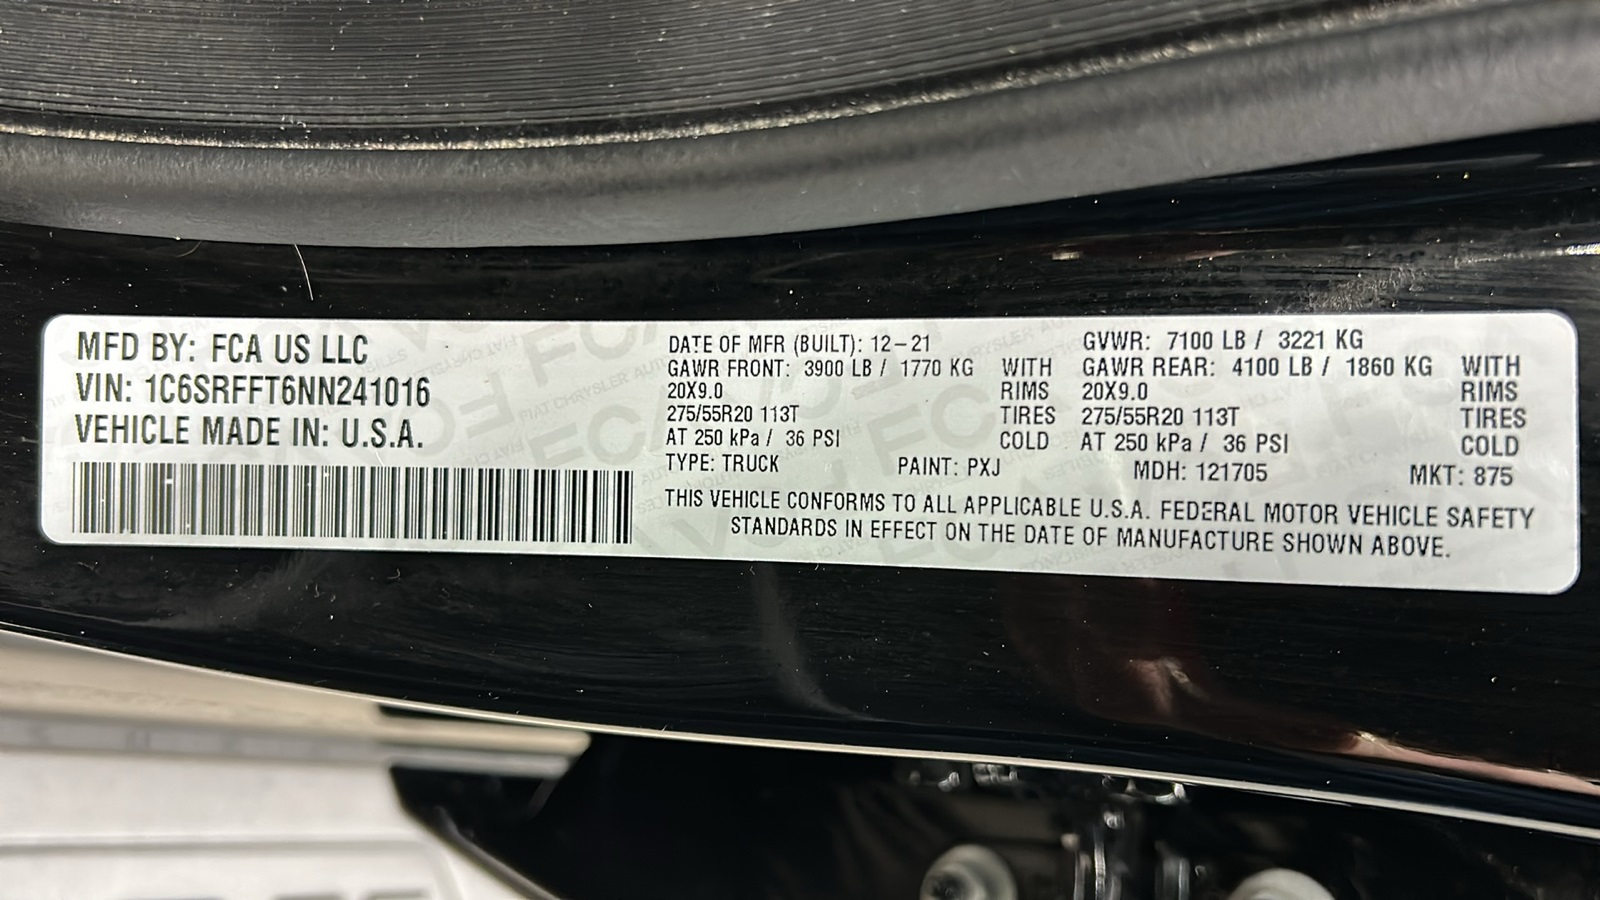 MFD BY: FCA US LLC
VIN: 1C6SRFFT6NN241016
VEHICLE MADE IN: U.S.A.
DATE OF MFR (BUILT): 12-21
GVWR: 7100 LB / 3221 KG
GAWR FRONT: 3900 LB / 1770 KG WITH
20X9.0 RIMS
275/55R20 113T TIRES
AT 250 kPa / 36 PSI COLD
GAWR REAR: 4100 LB / 1860 KG WITH
20X9.0 RIMS
275/55R20 113T TIRES
AT 250 kPa / 36 PSI COLD
TYPE: TRUCK PAINT: PXJ MDH: 121705 MKT: 875
THIS VEHICLE CONFORMS TO ALL APPLICABLE U.S.A. FEDERAL MOTOR VEHICLE SAFETY
STANDARDS IN EFFECT ON THE DATE OF MANUFACTURE SHOWN ABOVE.